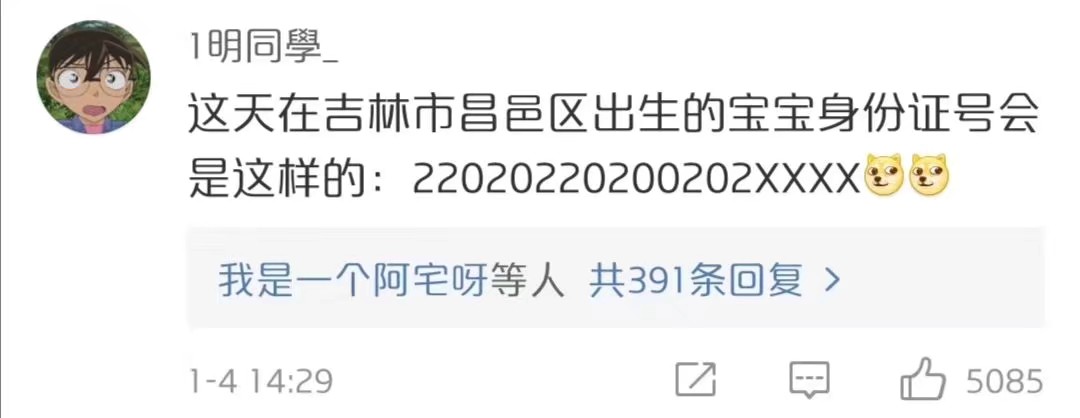 1明同學_
这天在吉林市昌邑区出生的宝宝身份证号会
是这样的：22020220200202XXXX
我是一个阿宅呀等人 共391条回复 >
1-4 14:29
5085